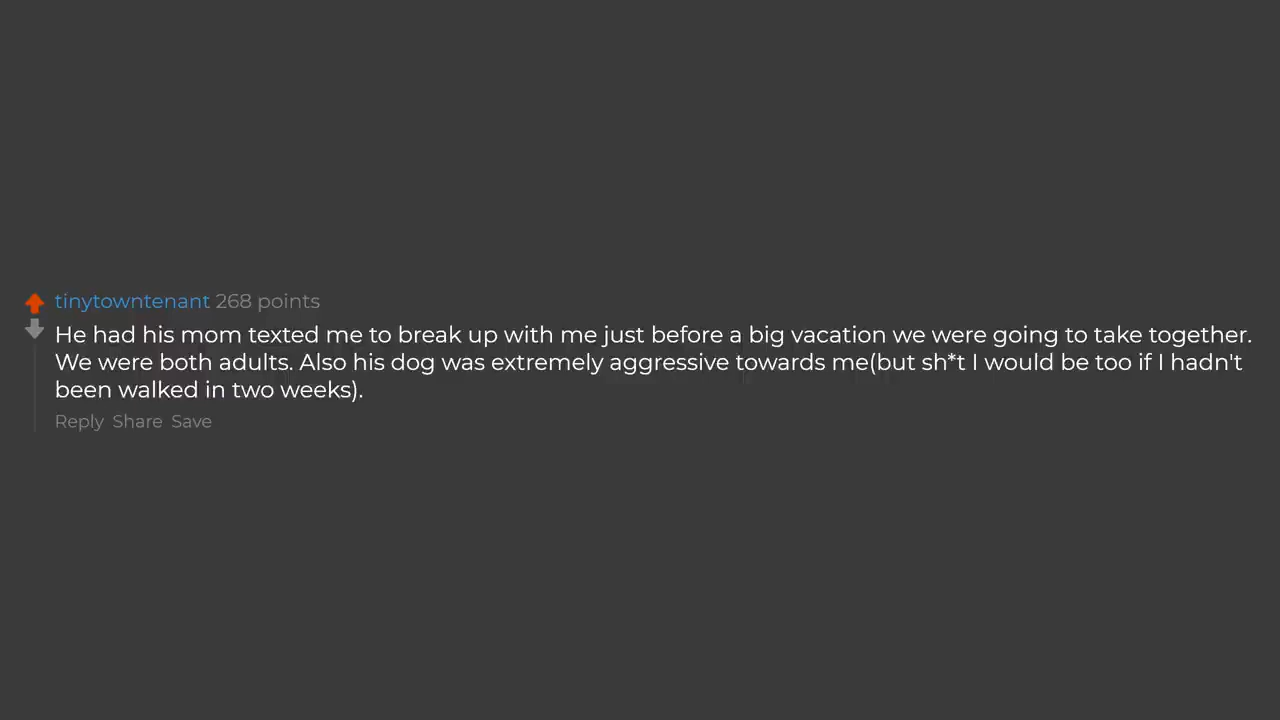 tinytowntenant 268 points
He had his mom texted me to break up with me just before a big vacation we were going to take together.
We were both adults. Also his dog was extremely aggressive towards me(but sh*t I would be too if I hadn't
been walked in two weeks).
Reply Share Save